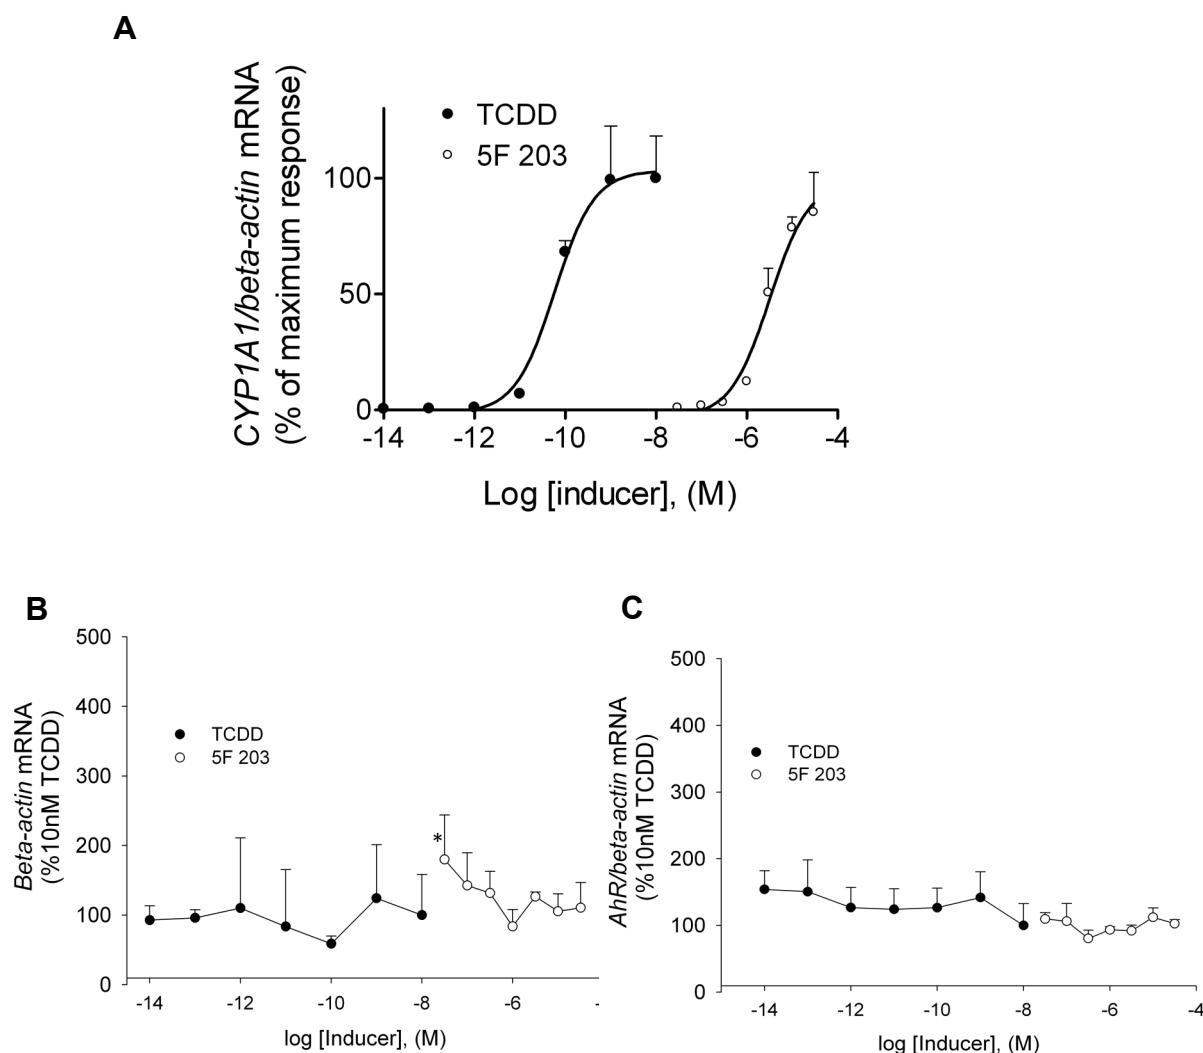 A
CYP1A1/beta-actin mRNA
(% of maximum response)
TCDD
5F 203
100
50
0
-14 -12 -10 -8 -6 -4
Log [inducer], (M)
B
Beta-actin mRNA
(%10nM TCDD)
500
400
300
200
100
0
TCDD
5F 203
*
-14 -12 -10 -8 -6 -
log [Inducer], (M)
C
AhR/beta-actin mRNA
(%10nM TCDD)
500
400
300
200
100
0
TCDD
5F 203
-14 -12 -10 -8 -6 -4
log [Inducer], (M)